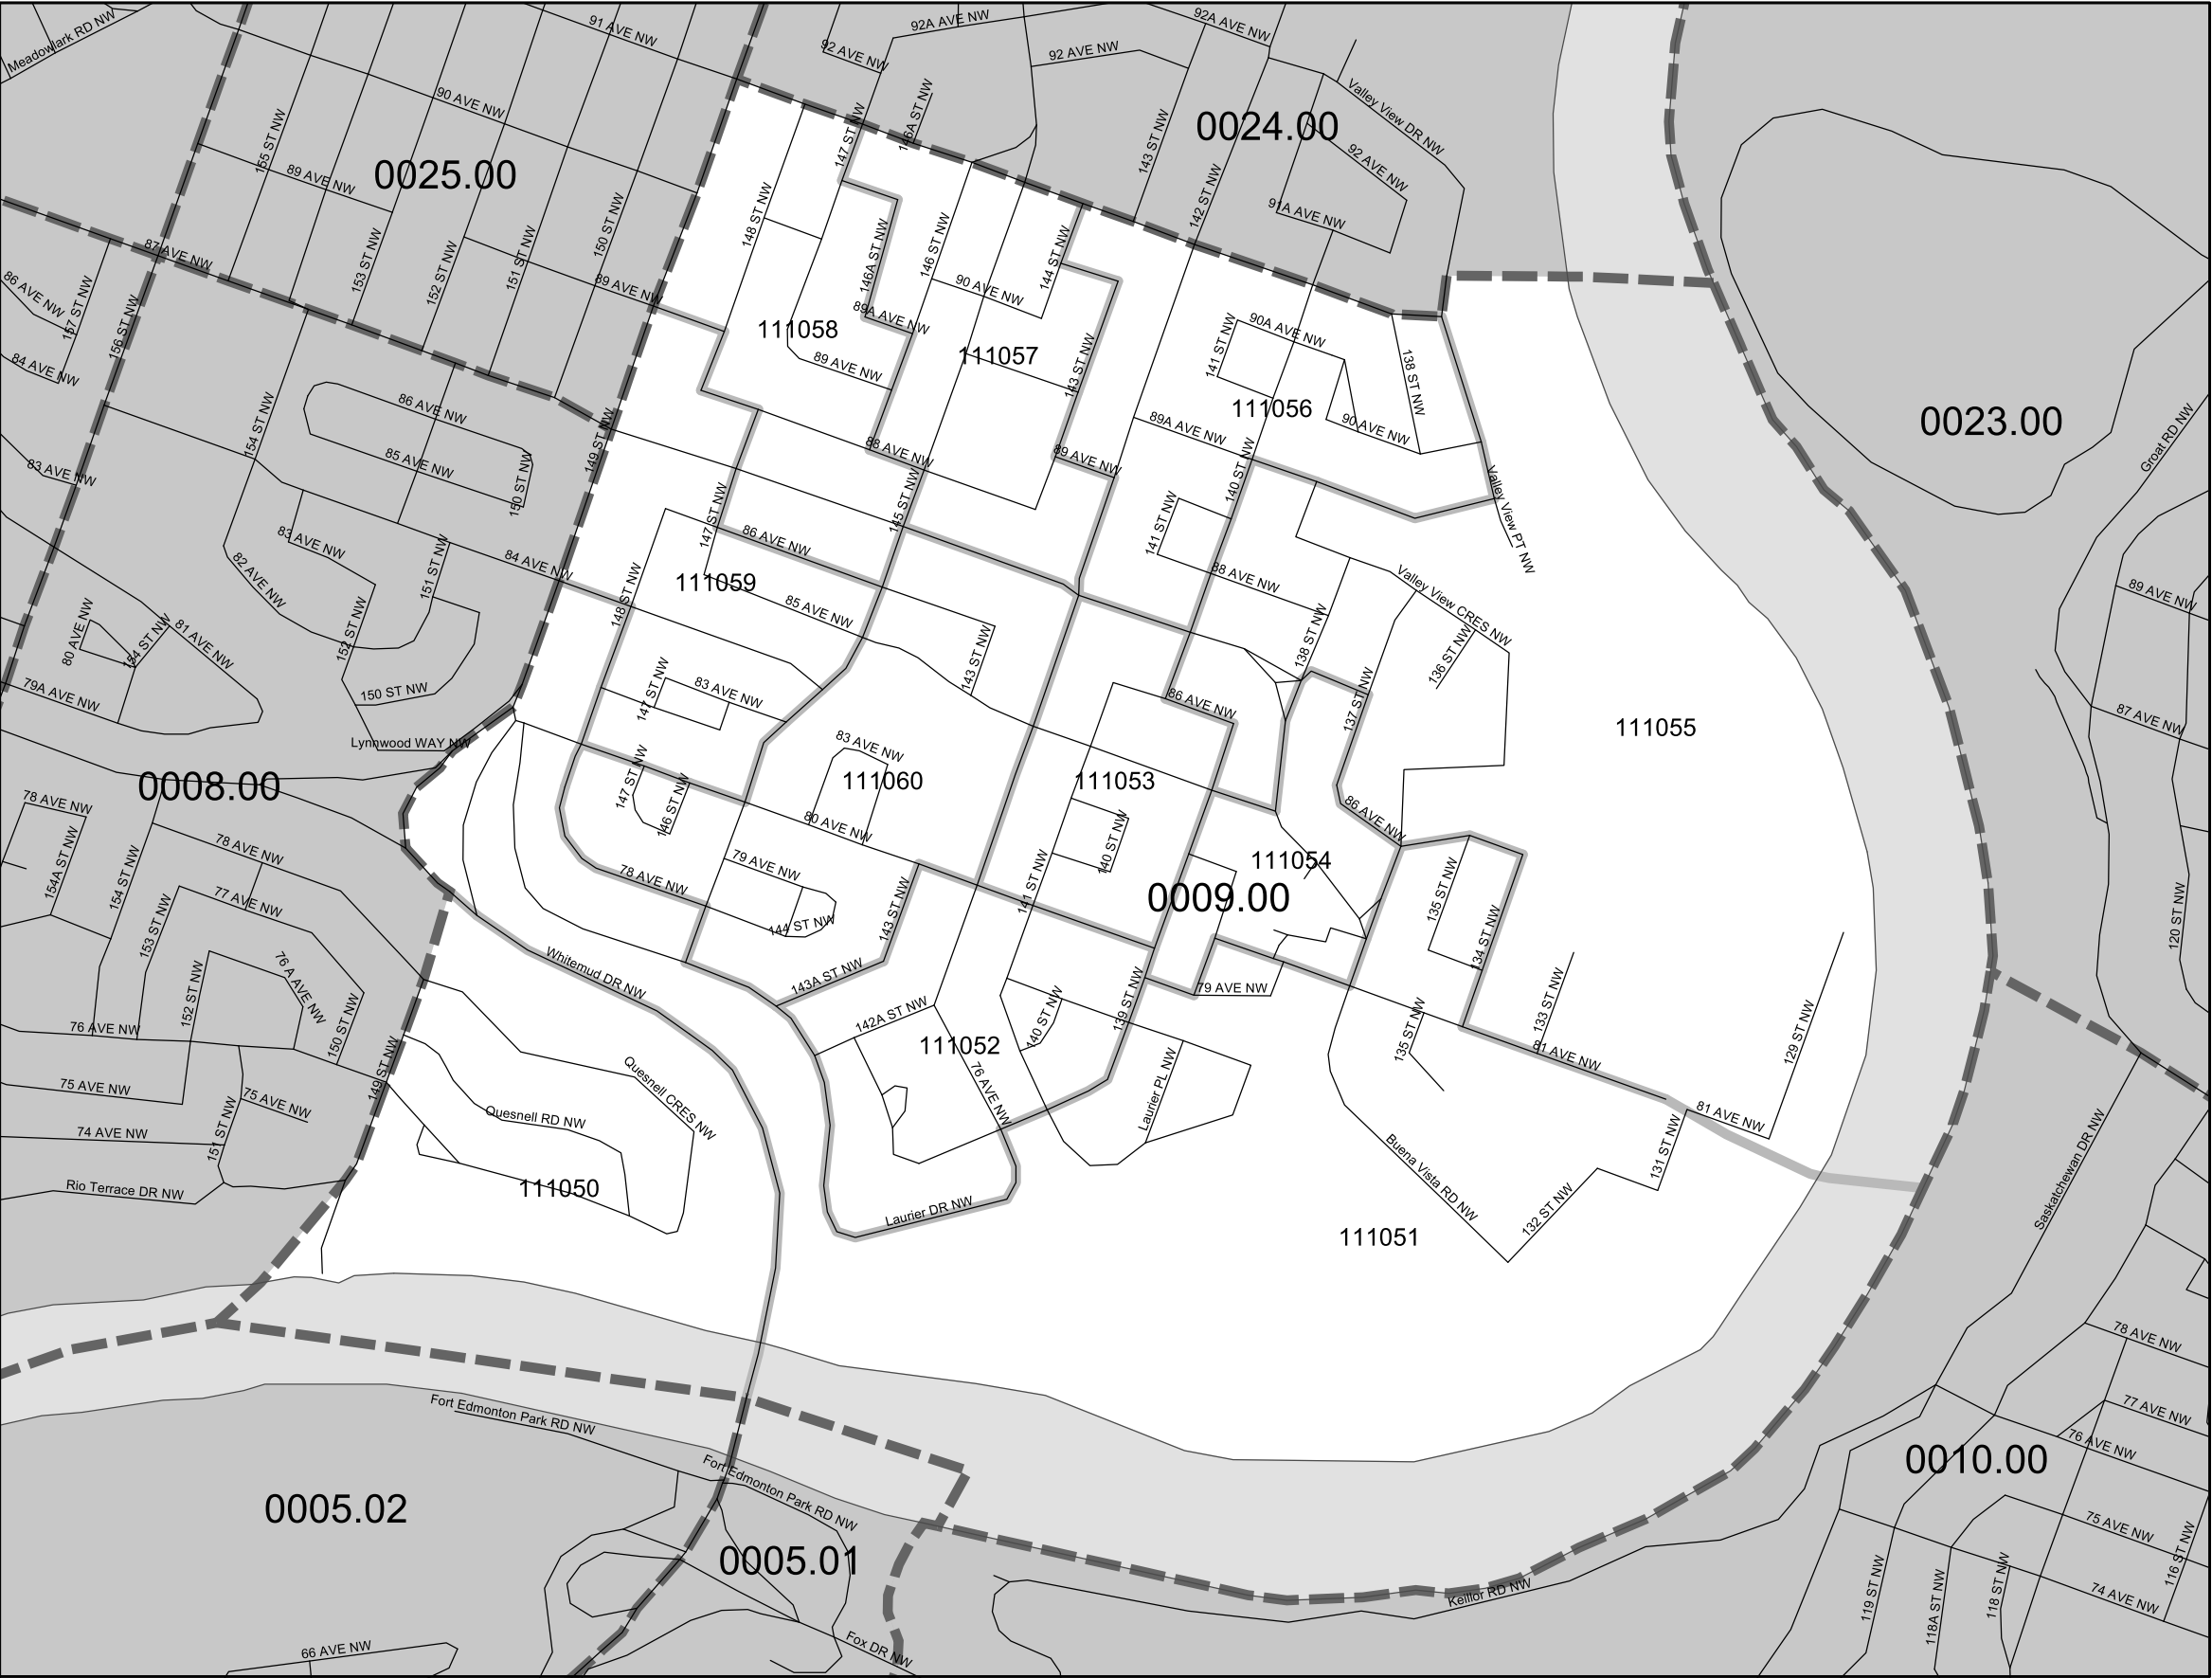 91 AVE NW
92A AVE NW
92A AVE NW
Meadowlark RD NW
92 AVE NW
92 AVE NW
90 AVE NW
146A ST NW
Valley View DR NW
155 ST NW
147 ST NW
143 ST NW
0024.00
92 AVE NW
89 AVE NW
0025.00
142 ST NW
91A AVE NW
148 ST NW
150 ST NW
153 ST NW
152 ST NW
151 ST NW
146A ST NW
146 ST NW
144 ST NW
87 AVE NW
86 AVE NW
157 ST NW
156 ST NW
89 AVE NW
90 AVE NW
89A AVE NW
111058
90A AVE NW
141 ST NW
138 ST NW
84 AVE NW
89 AVE NW
111057
143 ST NW
111056
90 AVE NW
0023.00
Groat RD NW
86 AVE NW
154 ST NW
149 ST NW
89A AVE NW
85 AVE NW
150 ST NW
88 AVE NW
89 AVE NW
140 ST NW
83 AVE NW
145 ST NW
147 ST NW
141 ST NW
Valley View PT NW
83 AVE NW
86 AVE NW
82 AVE NW
151 ST NW
84 AVE NW
88 AVE NW
Valley View CRES NW
111059
148 ST NW
85 AVE NW
89 AVE NW
80 AVE NW
154 ST NW
81 AVE NW
152 ST NW
138 ST NW
136 ST NW
143 ST NW
79A AVE NW
150 ST NW
147 ST NW
83 AVE NW
86 AVE NW
137 ST NW
111055
87 AVE NW
Lynnwood WAY NW
83 AVE NW
0008.00
147 ST NW
146 ST NW
111060
111053
78 AVE NW
80 AVE NW
86 AVE NW
78 AVE NW
154A ST NW
154 ST NW
79 AVE NW
140 ST NW
111054
78 AVE NW
77 AVE NW
141 ST NW
0009.00
135 ST NW
144 ST NW
143 ST NW
153 ST NW
134 ST NW
120 ST NW
Whitemud DR NW
76 A AVE NW
152 ST NW
143A ST NW
79 AVE NW
139 ST NW
133 ST NW
150 ST NW
76 AVE NW
142A ST NW
140 ST NW
135 ST NW
129 ST NW
111052
149 ST NW
81 AVE NW
75 AVE NW
75 AVE NW
Quesnell CRES NW
Quesnell RD NW
76 AVE NW
Laurier PL NW
81 AVE NW
74 AVE NW
151 ST NW
131 ST NW
Buena Vista RD NW
Saskatchewan DR NW
Rio Terrace DR NW
111050
Laurier DR NW
132 ST NW
111051
78 AVE NW
Fort Edmonton Park RD NW
77 AVE NW
76 AVE NW
0010.00
Fort Edmonton Park RD NW
0005.02
75 AVE NW
0005.01
116 ST NW
Keillor RD NW
119 ST NW
118A ST NW
118 ST NW
74 AVE NW
66 AVE NW
Fox DR NW